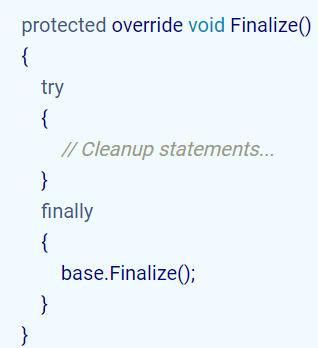 protected override void Finalize()
{
    try
    {
        // Cleanup statements...
    }
    finally
    {
        base.Finalize();
    }
}